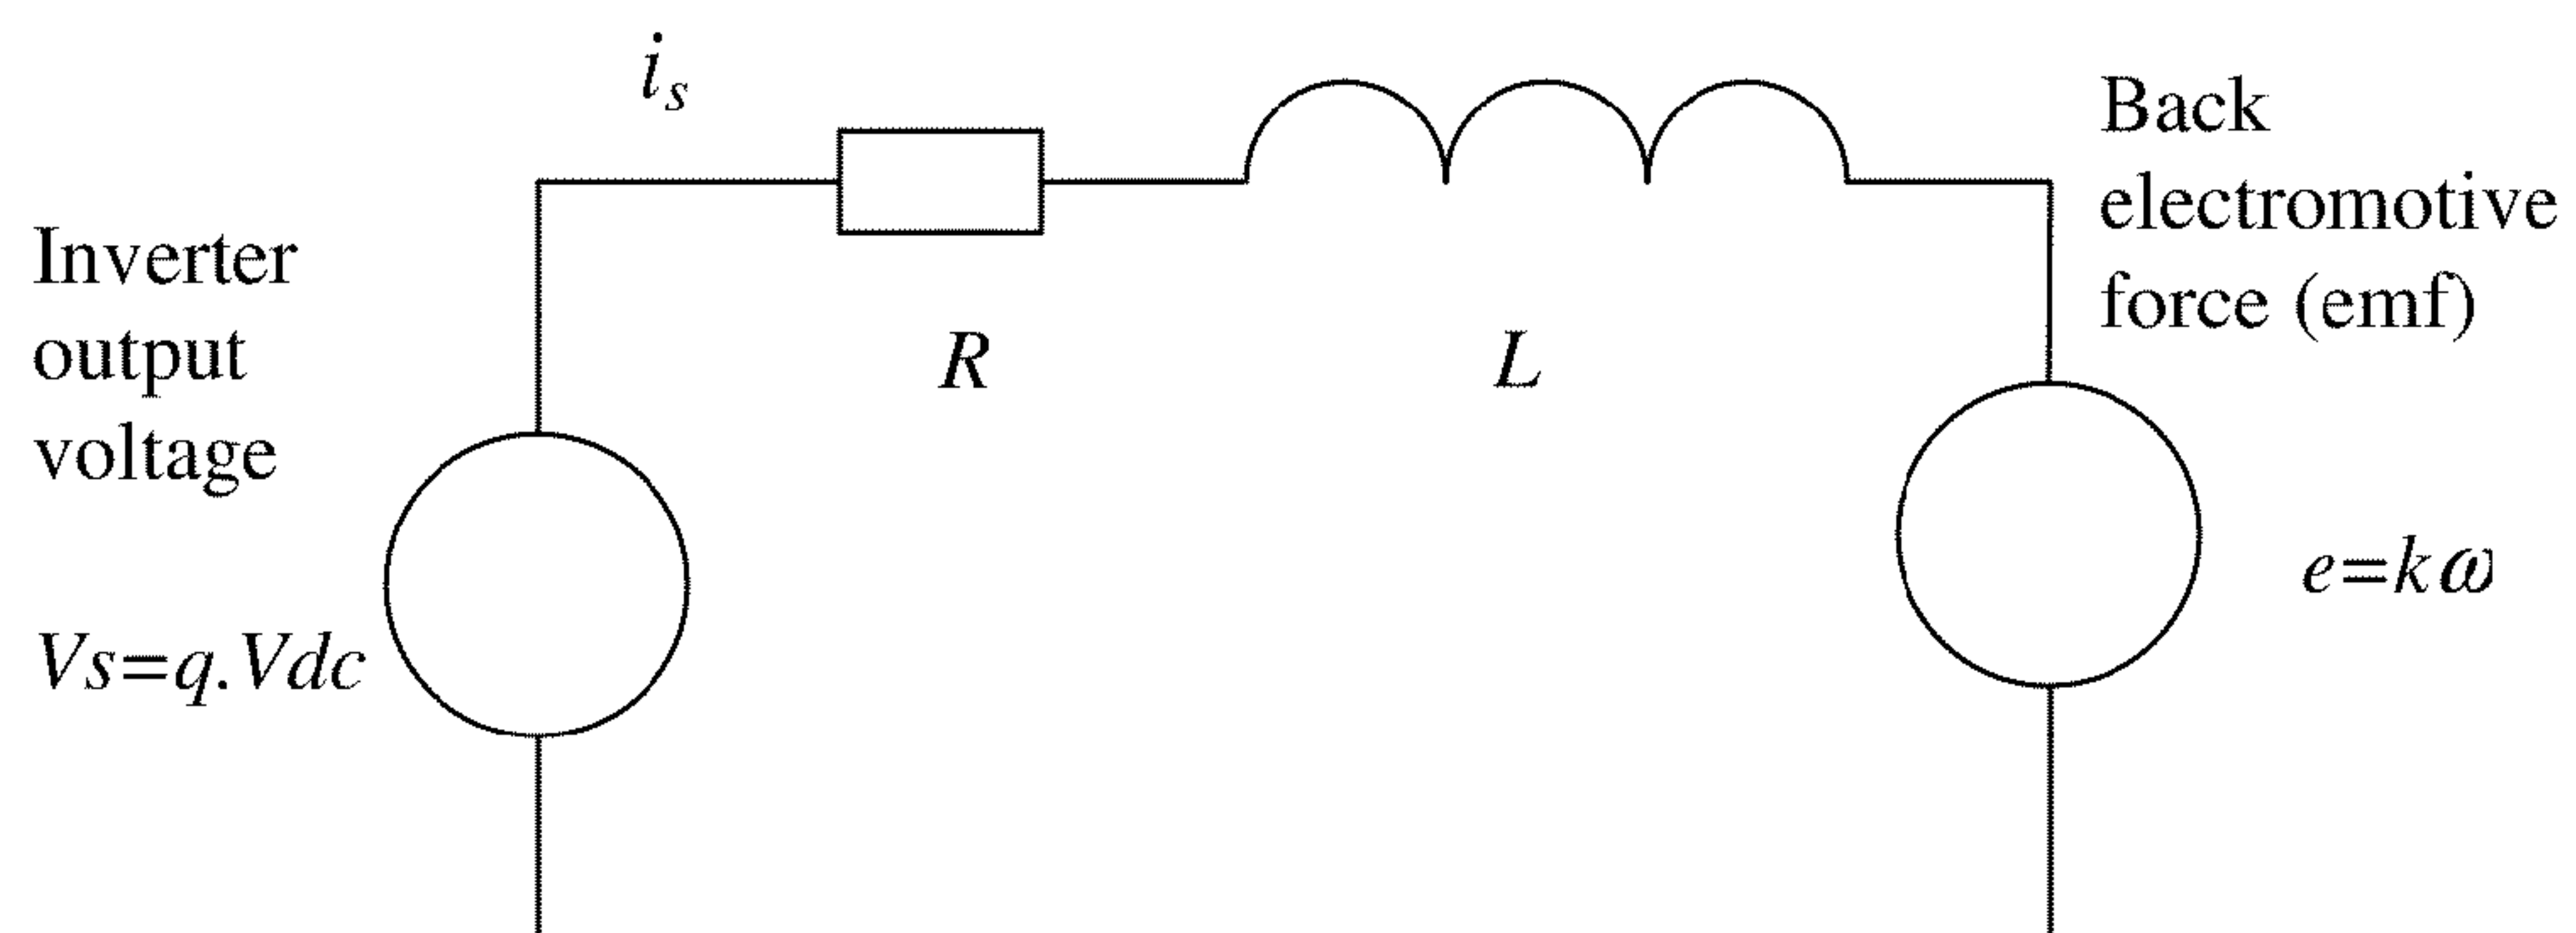 i_s
Back
electromotive
force (emf)
Inverter
output
voltage
R
L
Vs=q.Vdc
e=kω